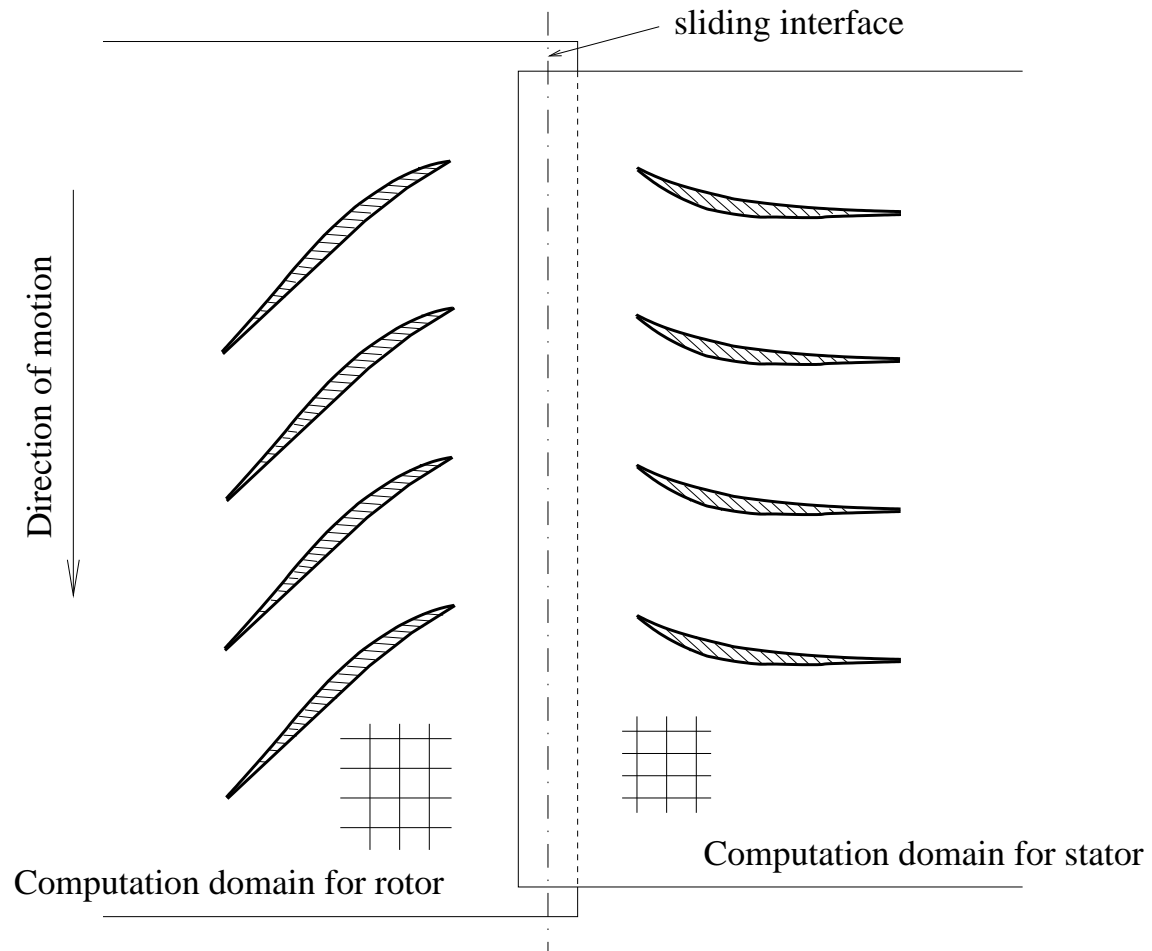 sliding interface
Direction of motion
Computation domain for stator
Computation domain for rotor